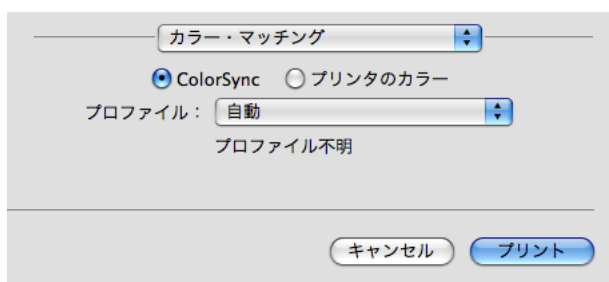 カラー・マッチング
ColorSync プリンタのカラー
プロファイル： 自動
プロファイル不明
キャンセル プリント